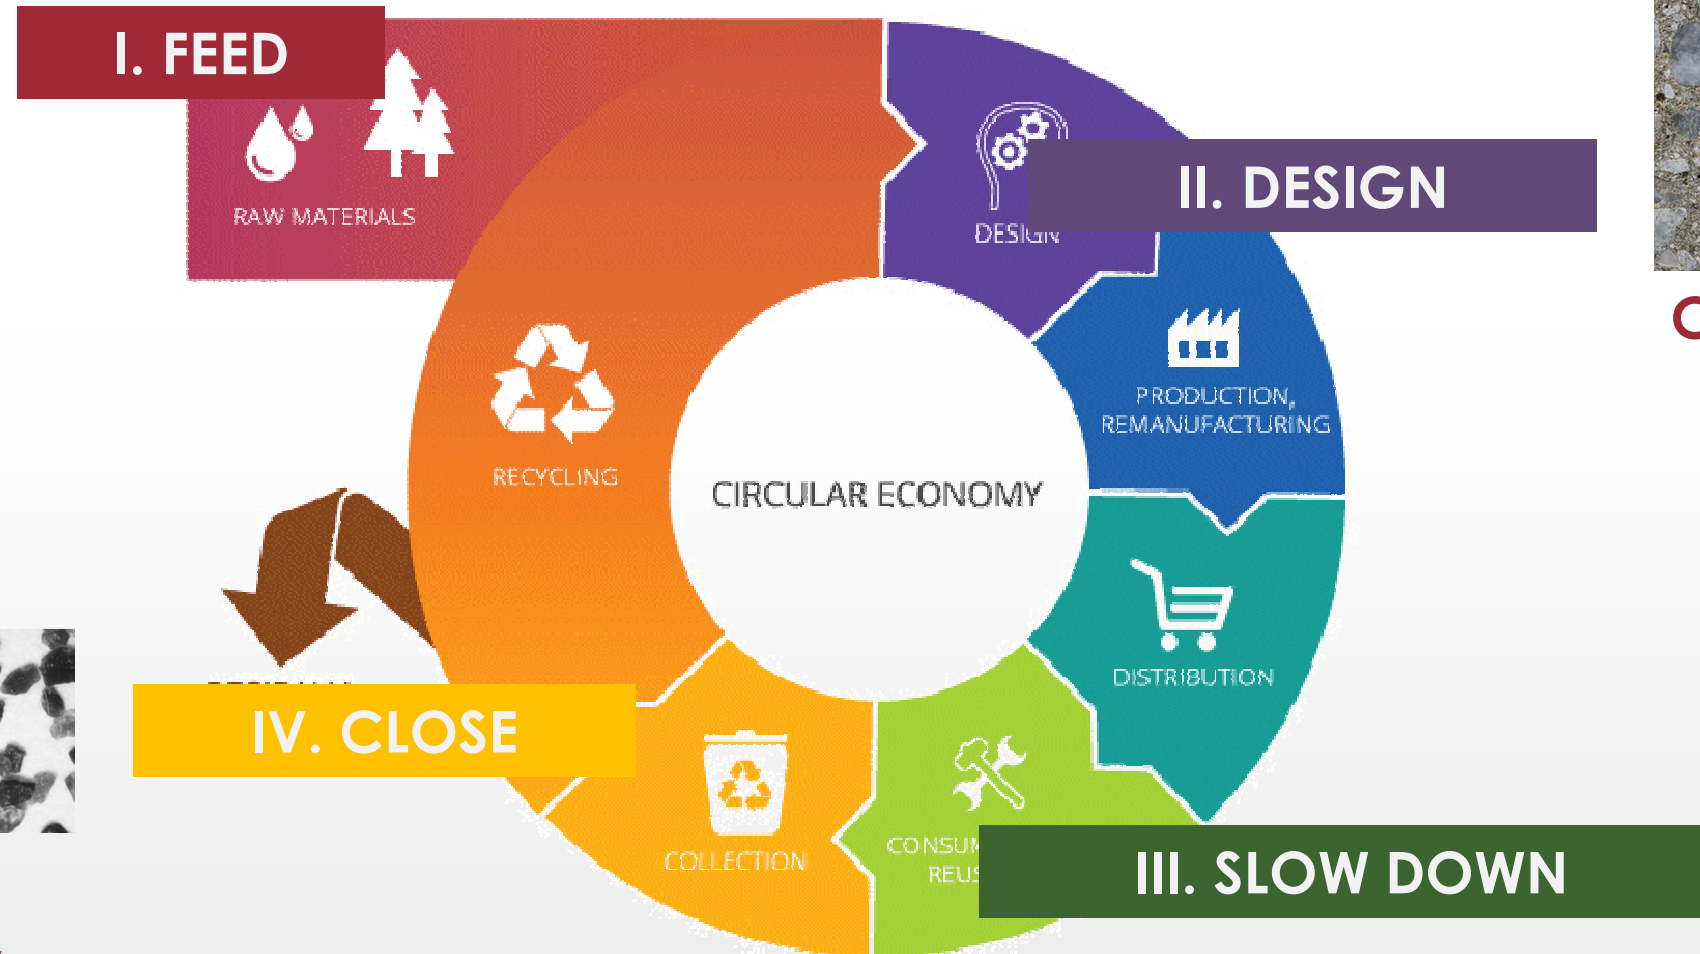 I. FEED
RAW MATERIALS
II. DESIGN
DESIGN
PRODUCTION,
REMANUFACTURING
RECYCLING
CIRCULAR ECONOMY
DISTRIBUTION
IV. CLOSE
COLLECTION
III. SLOW DOWN